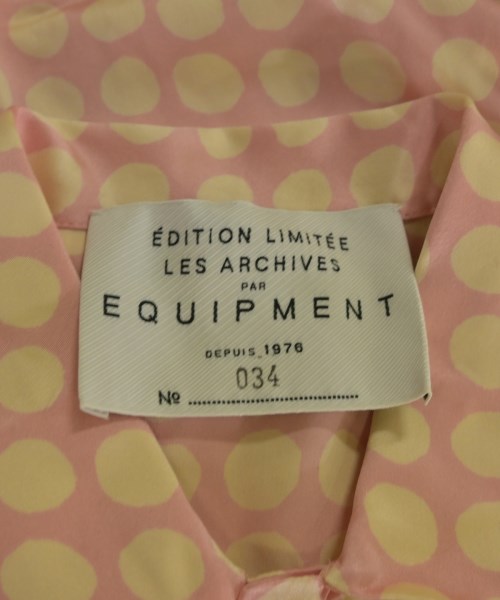 ÉDITION LIMITÉE
LES ARCHIVES
PAR
EQUIPMENT
DEPUIS 1976
034
Nº ................................